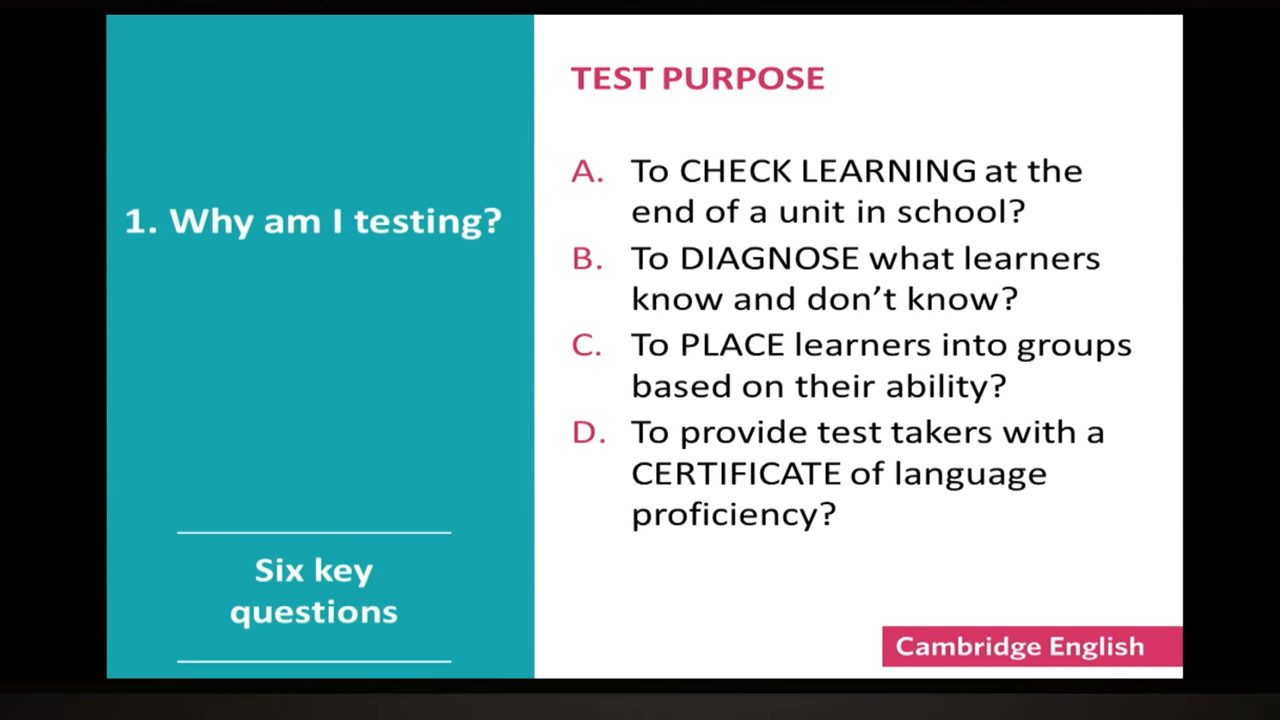 1. Why am I testing?
Six key
questions
TEST PURPOSE
A. To CHECK LEARNING at the
end of a unit in school?
B. To DIAGNOSE what learners
know and don't know?
C. To PLACE learners into groups
based on their ability?
D. To provide test takers with a
CERTIFICATE of language
proficiency?
Cambridge English